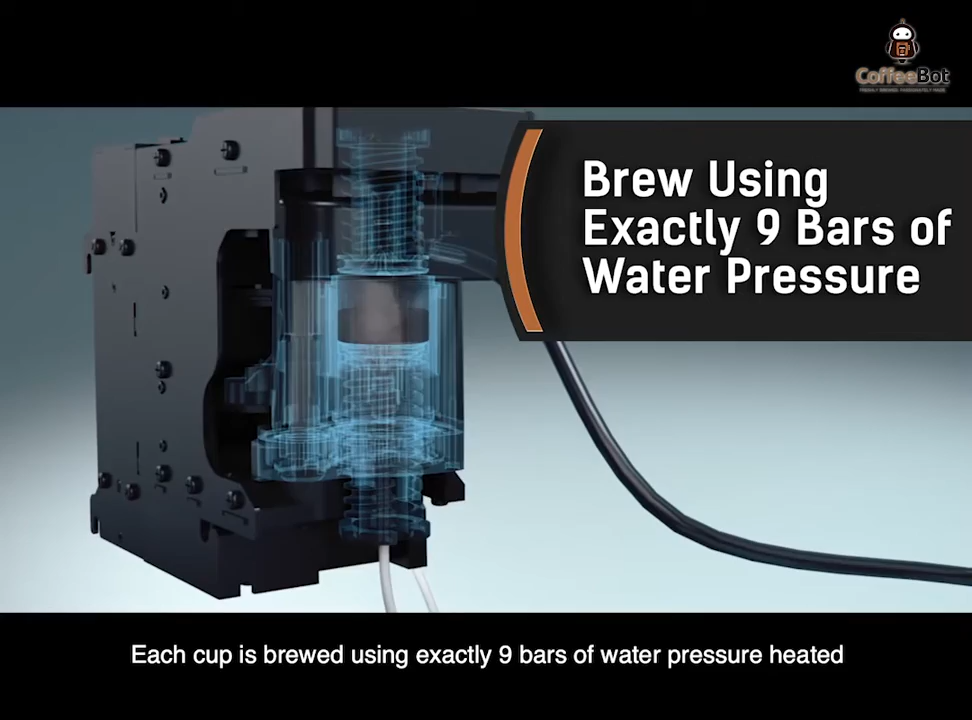 CoffeeBot
Brew Using
Exactly 9 Bars of
Water Pressure
Each cup is brewed using exactly 9 bars of water pressure heated